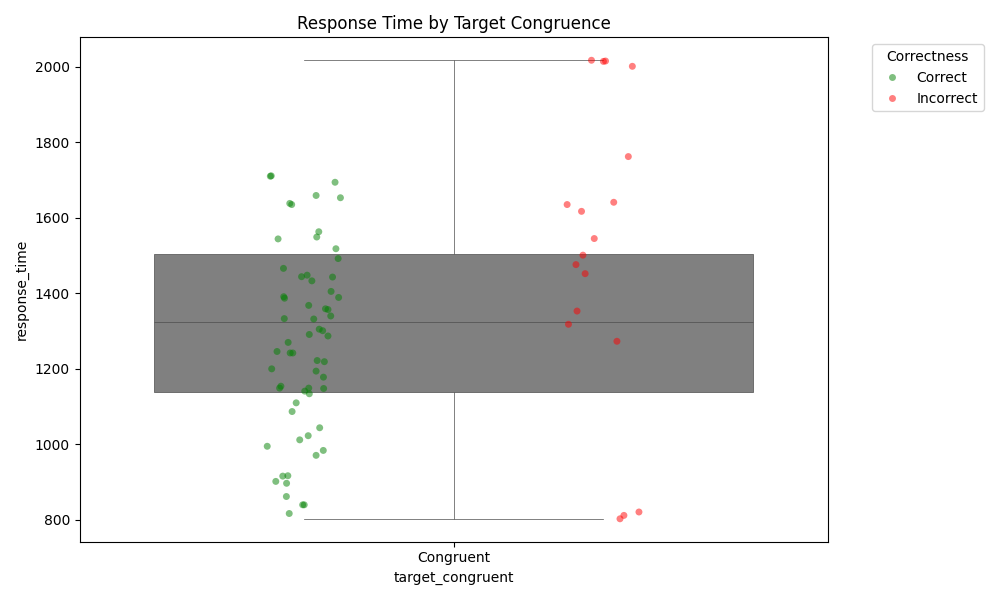 Response Time by Target Congruence
response_time
2000
1800
1600
1400
1200
1000
800
Congruent
target_congruent
Correctness
Correct
Incorrect